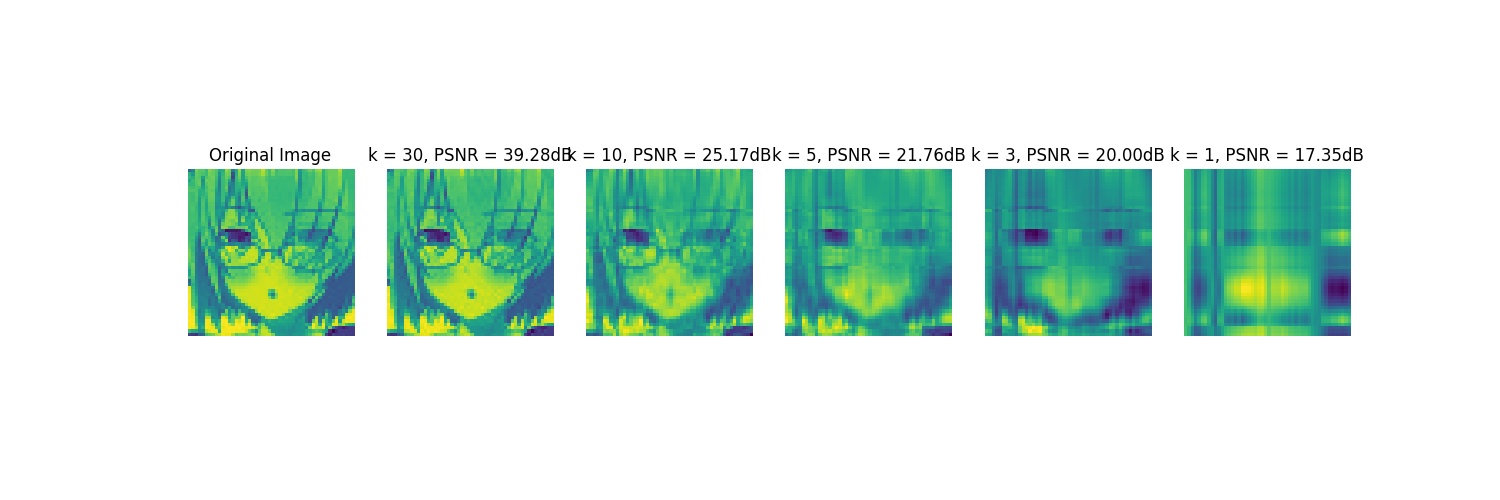 Original Image
k = 30, PSNR = 39.28dB
k = 10, PSNR = 25.17dB
k = 5, PSNR = 21.76dB
k = 3, PSNR = 20.00dB
k = 1, PSNR = 17.35dB